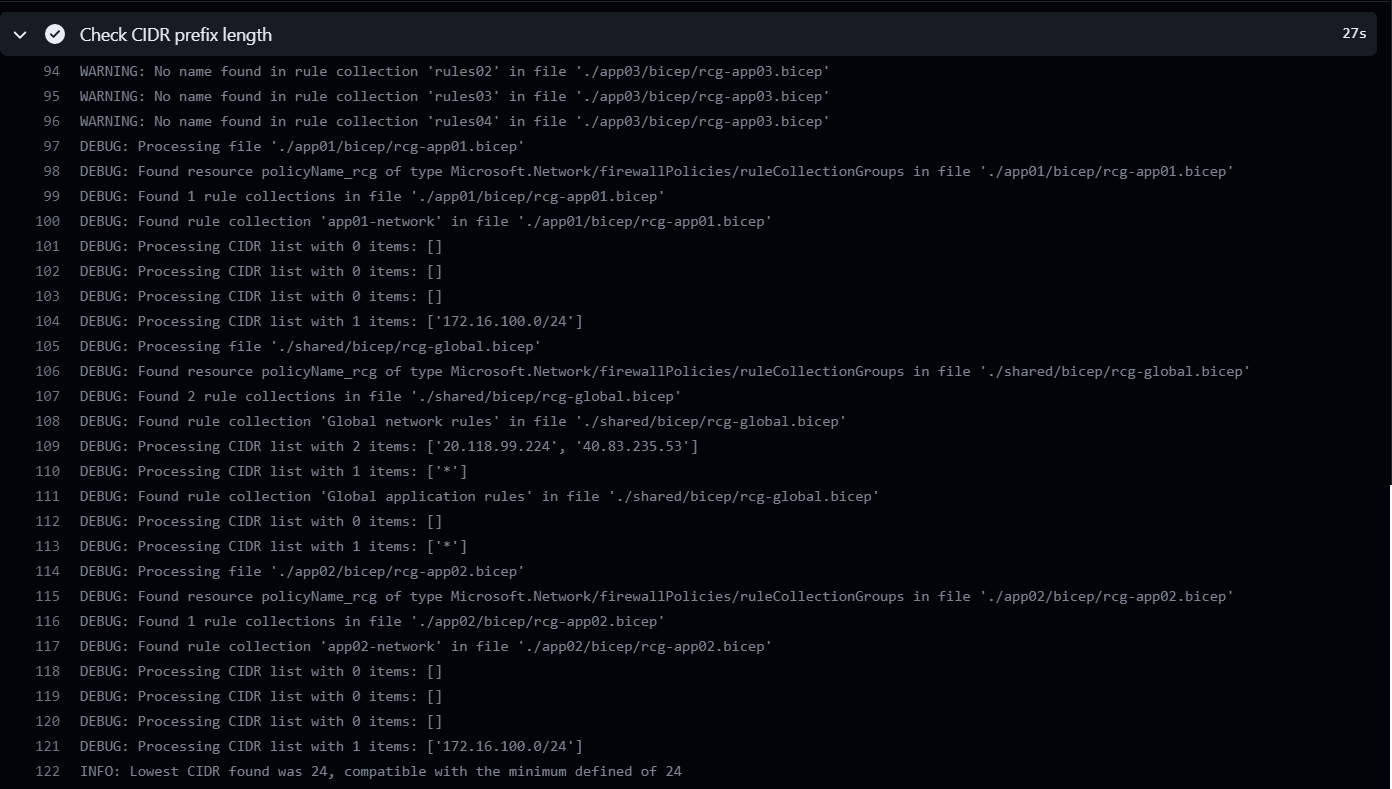 Check CIDR prefix length 27s
94 WARNING: No name found in rule collection 'rules02' in file './app03/bicep/rcg-app03.bicep'
95 WARNING: No name found in rule collection 'rules03' in file './app03/bicep/rcg-app03.bicep'
96 WARNING: No name found in rule collection 'rules04' in file './app03/bicep/rcg-app03.bicep'
97 DEBUG: Processing file './app01/bicep/rcg-app01.bicep'
98 DEBUG: Found resource policyName_rcg of type Microsoft.Network/firewallPolicies/ruleCollectionGroups in file './app01/bicep/rcg-app01.bicep'
99 DEBUG: Found 1 rule collections in file './app01/bicep/rcg-app01.bicep'
100 DEBUG: Found rule collection 'app01-network' in file './app01/bicep/rcg-app01.bicep'
101 DEBUG: Processing CIDR list with 0 items: []
102 DEBUG: Processing CIDR list with 0 items: []
103 DEBUG: Processing CIDR list with 0 items: []
104 DEBUG: Processing CIDR list with 1 items: ['172.16.100.0/24']
105 DEBUG: Processing file './shared/bicep/rcg-global.bicep'
106 DEBUG: Found resource policyName_rcg of type Microsoft.Network/firewallPolicies/ruleCollectionGroups in file './shared/bicep/rcg-global.bicep'
107 DEBUG: Found 2 rule collections in file './shared/bicep/rcg-global.bicep'
108 DEBUG: Found rule collection 'Global network rules' in file './shared/bicep/rcg-global.bicep'
109 DEBUG: Processing CIDR list with 2 items: ['20.118.99.224', '40.83.235.53']
110 DEBUG: Processing CIDR list with 1 items: ['*']
111 DEBUG: Found rule collection 'Global application rules' in file './shared/bicep/rcg-global.bicep'
112 DEBUG: Processing CIDR list with 0 items: []
113 DEBUG: Processing CIDR list with 1 items: ['*']
114 DEBUG: Processing file './app02/bicep/rcg-app02.bicep'
115 DEBUG: Found resource policyName_rcg of type Microsoft.Network/firewallPolicies/ruleCollectionGroups in file './app02/bicep/rcg-app02.bicep'
116 DEBUG: Found 1 rule collections in file './app02/bicep/rcg-app02.bicep'
117 DEBUG: Found rule collection 'app02-network' in file './app02/bicep/rcg-app02.bicep'
118 DEBUG: Processing CIDR list with 0 items: []
119 DEBUG: Processing CIDR list with 0 items: []
120 DEBUG: Processing CIDR list with 0 items: []
121 DEBUG: Processing CIDR list with 1 items: ['172.16.100.0/24']
122 INFO: Lowest CIDR found was 24, compatible with the minimum defined of 24